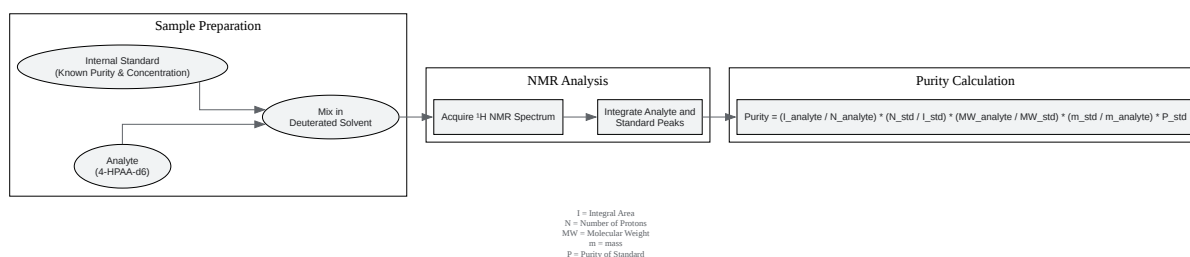 Sample Preparation
Internal Standard
(Known Purity & Concentration)
Mix in
Deuterated Solvent
Analyte
(4-HPAA-d6)
NMR Analysis
Acquire ¹H NMR Spectrum
Integrate Analyte and
Standard Peaks
Purity Calculation
Purity = (I_analyte / N_analyte) * (N_std / I_std) * (MW_analyte / MW_std) * (m_std / m_analyte) * P_std
I = Integral Area
N = Number of Protons
MW = Molecular Weight
m = mass
P = Purity of Standard